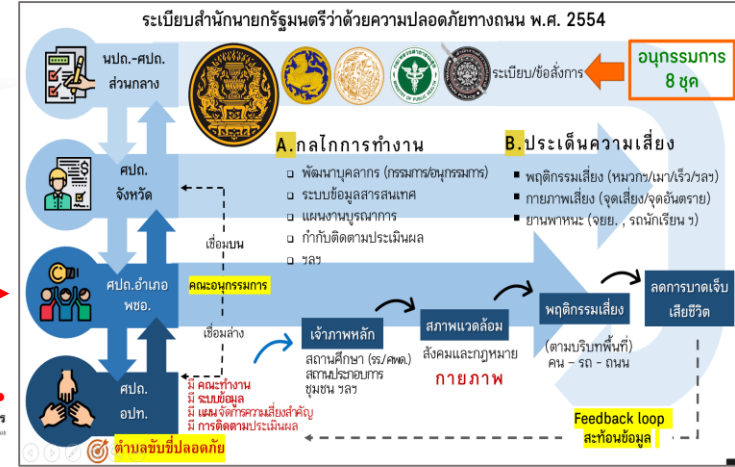 ระเบียบสำนักนายกรัฐมนตรีว่าด้วยความปลอดภัยทางถนน พ.ศ. 2554
นปถ.-ศปถ.
ส่วนกลาง
ระเบียบ/ข้อสั่งการ
อนุกรรมการ
8 ชุด
ศปถ.
จังหวัด
A.กลไกการทำงาน
พัฒนาบุคลากร (กรรมการ/อนุกรรมการ)
ระบบข้อมูลสารสนเทศ
แผนงานบูรณาการ
กำกับติดตามประเมินผล
ฯลฯ
B.ประเด็นความเสี่ยง
พฤติกรรมเสี่ยง (หมวกฯ/เมา/เร็ว/ฯลฯ)
กายภาพเสี่ยง (จุดเสี่ยง/จุดอันตราย)
ยานพาหนะ (จยย. , รถนักเรียน ฯ)
เชื่อมบน
ศปถ.อำเภอ
พชอ.
คณะอนุกรรมการ
เชื่อมล่าง
เจ้าภาพหลัก
สถานศึกษา (รร./ศพด.)
สถานประกอบการ
ชุมชน ฯลฯ
สภาพแวดล้อม
สังคมและกฎหมาย
กายภาพ
พฤติกรรมเสี่ยง
(ตามบริบทพื้นที่)
คน - รถ - ถนน
ลดการบาดเจ็บ
เสียชีวิต
ศปถ.
อปท.
มี คณะทำงาน
มี ระบบข้อมูล
มี แผนจัดการความเสี่ยงสำคัญ
มี การติดตามประเมินผล
Feedback loop
สะท้อนข้อมูล
ตำบลขับขี่ปลอดภัย